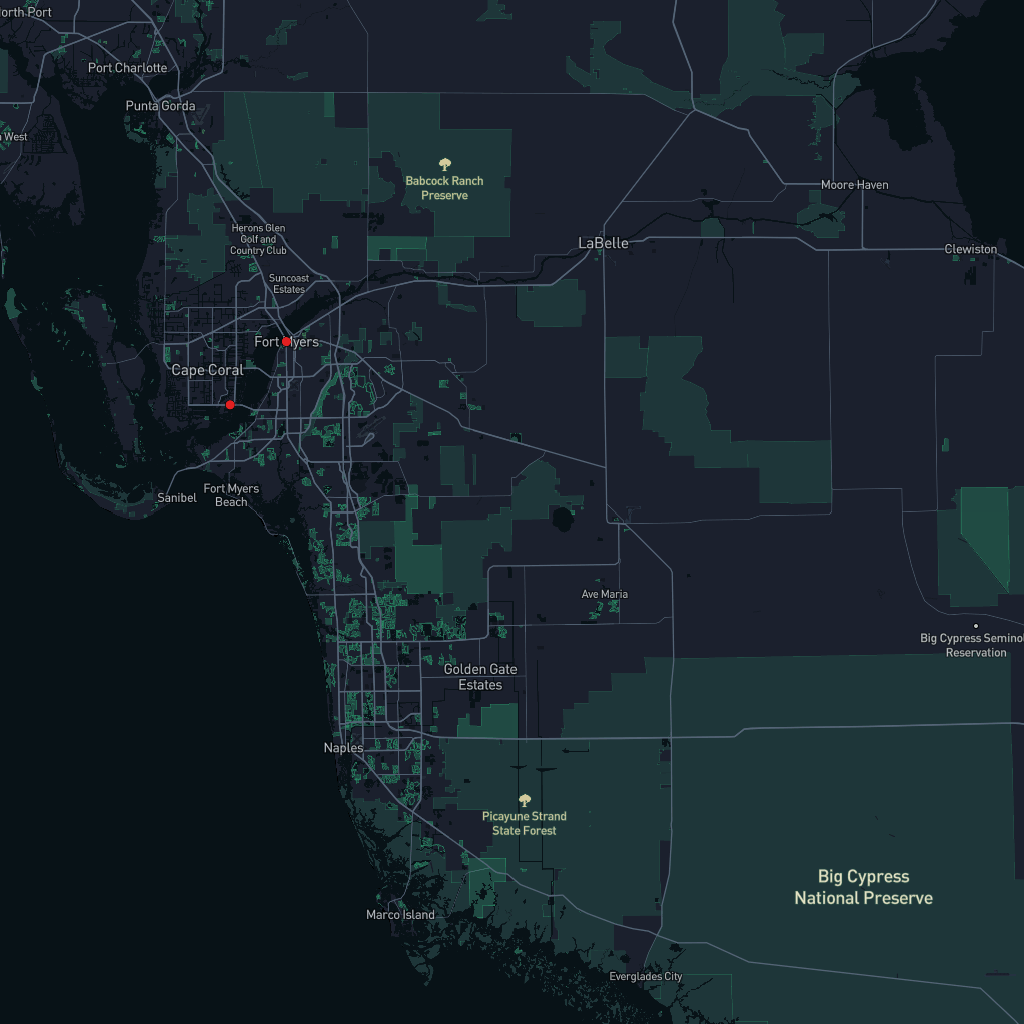 orth Port
Port Charlotte
Punta Gorda
West
Babcock Ranch
Preserve
Moore Haven
Herons Glen
Golf and
Country Club
LaBelle
Clewiston
Suncoast
Estates
Fort Myers
Cape Coral
Sanibel
Fort Myers
Beach
Ave Maria
Big Cypress Seminol
Reservation
Golden Gate
Estates
Naples
Picayune Strand
State Forest
Big Cypress
National Preserve
Marco Island
Everglades City